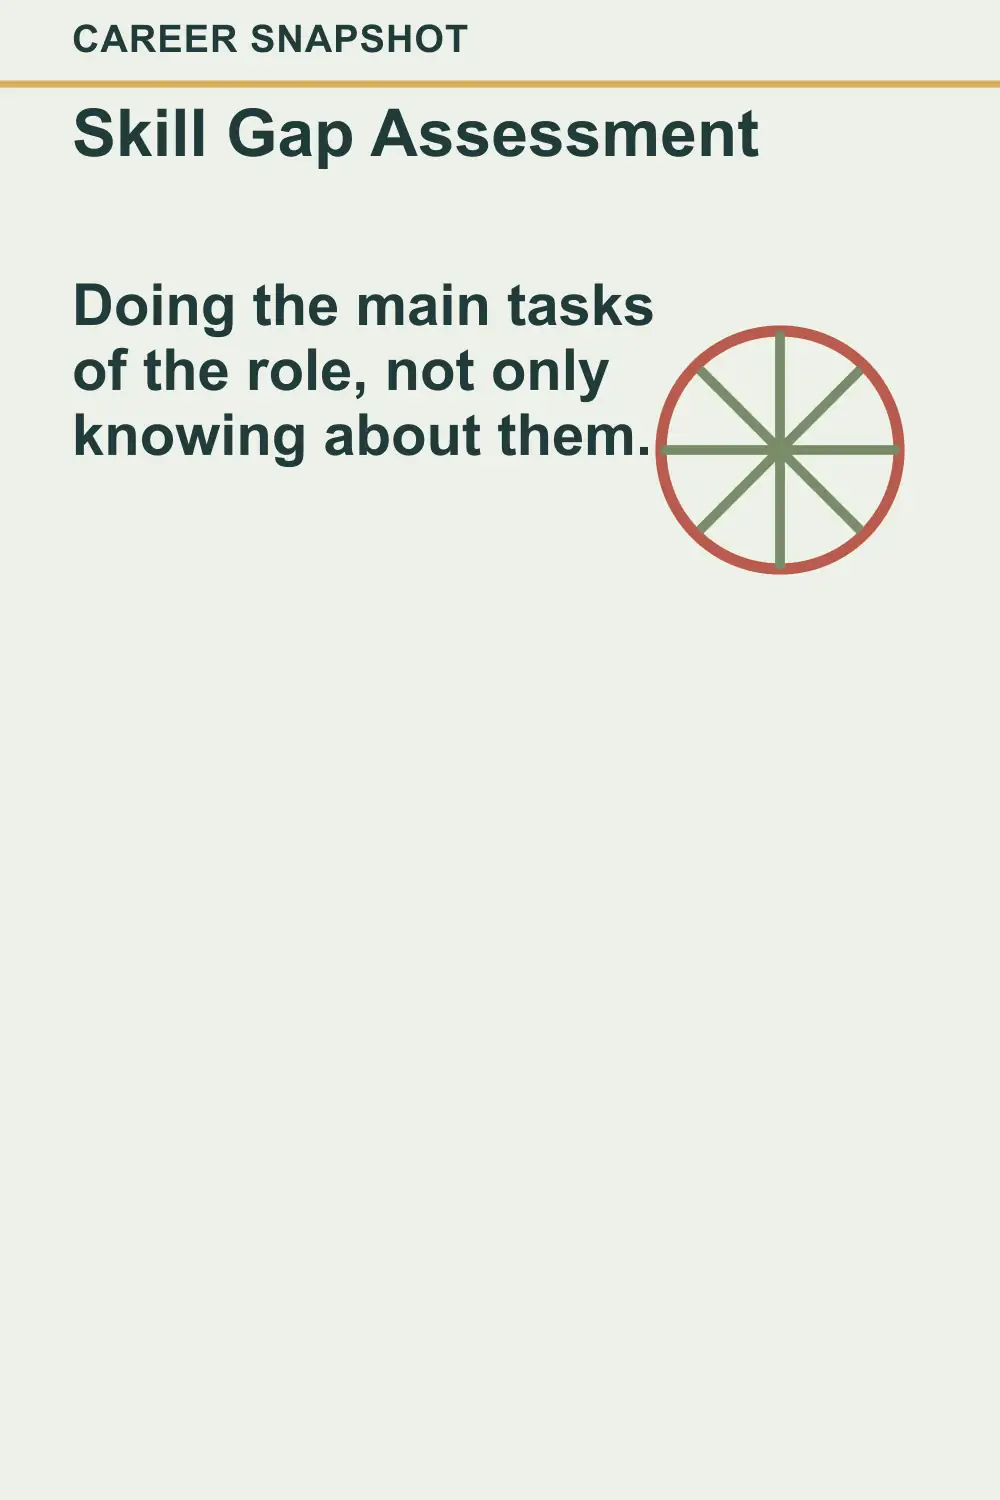 CAREER SNAPSHOT
Skill Gap Assessment
Doing the main tasks
of the role, not only
knowing about them.